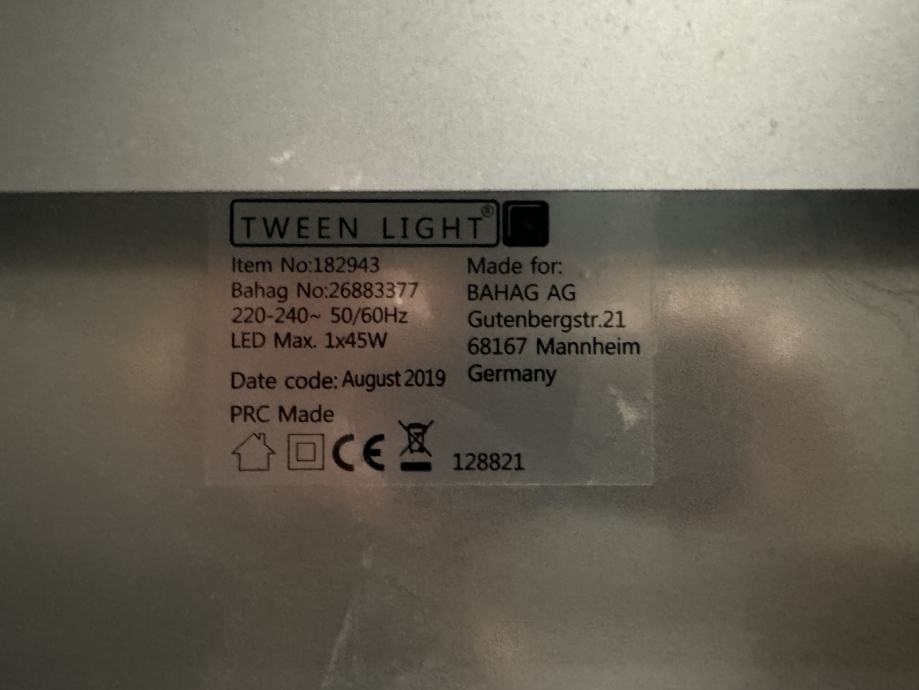 TWEEN LIGHT®
Item No:182943
Bahag No:26883377
220-240~ 50/60Hz
LED Max. 1x45W
Date code: August 2019
PRC Made
CE
Made for:
BAHAG AG
Gutenbergstr.21
68167 Mannheim
Germany
128821